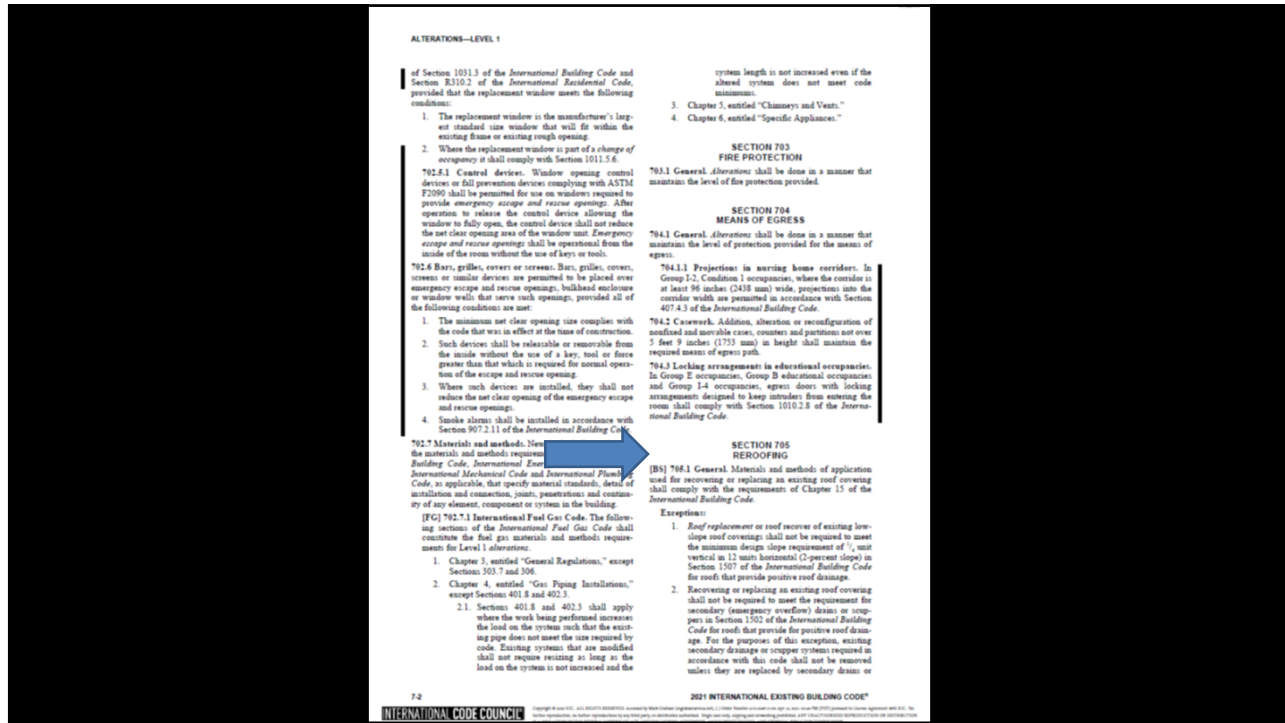 ALTERATIONS—LEVEL 1
of Section 1031.3 of the International Building Code and
Section R310.2 of the International Residential Code,
provided that the replacement window meets the following
conditions:
1. The replacement window is the manufacturer's larg-
est standard size window that will fit within the
existing frame or existing rough opening.
2. Where the replacement window is part of a change of
occupancy it shall comply with Section 1011.5.6.
702.5.1 Control devices. Window opening control
devices or fall prevention devices complying with ASTM
F2090 shall be permitted for use on windows required to
provide emergency escape and rescue openings. After
operation to release the control device allowing the
window to fully open, the control device shall not reduce
the net clear opening area of the window unit. Emergency
escape and rescue openings shall be operational from the
inside of the room without the use of keys or tools.
702.6 Bars, grilles, covers or screens. Bars, grilles, covers,
screens or similar devices are permitted to be placed over
emergency escape and rescue openings, bulkhead enclosure
or window wells that serve such openings, provided all of
the following conditions are met:
1. The minimum net clear opening size complies with
the code that was in effect at the time of construction.
2. Such devices shall be releasable or removable from
the inside without the use of a key, tool or force
greater than that which is required for normal opera-
tion of the escape and rescue opening.
3. Where such devices are installed, they shall not
reduce the net clear opening of the emergency escape
and rescue openings.
4. Smoke alarms shall be installed in accordance with
Section 907.2.11 of the International Building Code.
702.7 Materials and methods. New
the materials and methods requirem
Building Code, International Ener
International Mechanical Code and International Plumbing
Code, as applicable, that specify material standards, detail of
installation and connection, joints, penetrations and continu-
ity of any element, component or system in the building.
[FG] 702.7.1 International Fuel Gas Code. The follow-
ing sections of the International Fuel Gas Code shall
constitute the fuel gas materials and methods require-
ments for Level 1 alterations.
1. Chapter 3, entitled "General Regulations," except
Sections 303.7 and 306.
2. Chapter 4, entitled "Gas Piping Installations,"
except Sections 401.8 and 402.3.
2.1. Sections 401.8 and 402.3 shall apply
where the work being performed increases
the load on the system such that the exist-
ing pipe does not meet the size required by
code. Existing systems that are modified
shall not require resizing as long as the
load on the system is not increased and the
system length is not increased even if the
altered system does not meet code
minimums.
3. Chapter 5, entitled "Chimneys and Vents."
4. Chapter 6, entitled "Specific Appliances."
SECTION 703
FIRE PROTECTION
703.1 General. Alterations shall be done in a manner that
maintains the level of fire protection provided.
SECTION 704
MEANS OF EGRESS
704.1 General. Alterations shall be done in a manner that
maintains the level of protection provided for the means of
egress.
704.1.1 Projections in nursing home corridors. In
Group I-2, Condition 1 occupancies, where the corridor is
at least 96 inches (2438 mm) wide, projections into the
corridor width are permitted in accordance with Section
407.4.3 of the International Building Code.
704.2 Casework. Addition, alteration or reconfiguration of
nonfixed and movable cases, counters and partitions not over
5 feet 9 inches (1753 mm) in height shall maintain the
required means of egress path.
704.3 Locking arrangements in educational occupancies.
In Group E occupancies, Group B educational occupancies
and Group I-4 occupancies, egress doors with locking
arrangements designed to keep intruders from entering the
room shall comply with Section 1010.2.8 of the Interna-
tional Building Code.
SECTION 705
REROOFING
[BS] 705.1 General. Materials and methods of application
used for recovering or replacing an existing roof covering
shall comply with the requirements of Chapter 15 of the
International Building Code.
Exceptions:
1. Roof replacement or roof recover of existing low-
slope roof coverings shall not be required to meet
the minimum design slope requirement of 1/4 unit
vertical in 12 units horizontal (2-percent slope) in
Section 1507 of the International Building Code
for roofs that provide positive roof drainage.
2. Recovering or replacing an existing roof covering
shall not be required to meet the requirement for
secondary (emergency overflow) drains or scup-
pers in Section 1502 of the International Building
Code for roofs that provide for positive roof drain-
age. For the purposes of this exception, existing
secondary drainage or scupper systems required in
accordance with this code shall not be removed
unless they are replaced by secondary drains or
7-2
2021 INTERNATIONAL EXISTING BUILDING CODE®
INTERNATIONAL CODE COUNCIL